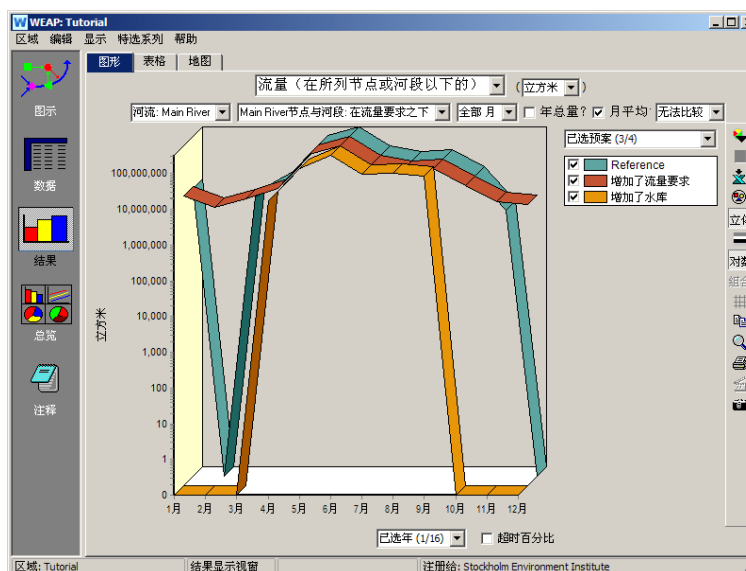 WEAP: Tutorial
区域 编辑 显示 特选系列 帮助
图示
数据
结果
总览
注释
图形 表格 地图
流量（在所列节点或河段以下的） (立方米)
河流: Main River Main River节点与河段: 在流量要求之下 全部 月 年总量? 月平均 无法比较
已选预案 (3/4)
Reference
增加了流量要求
增加了水库
立方米
100,000,000
10,000,000
1,000,000
100,000
10,000
1,000
100
10
1
0
1月 2月 3月 4月 5月 6月 7月 8月 9月 10月 11月 12月
已选年 (1/16) 超时百分比
对数
组合
区域: Tutorial 结果显示视窗 注册给: Stockholm Environment Institute